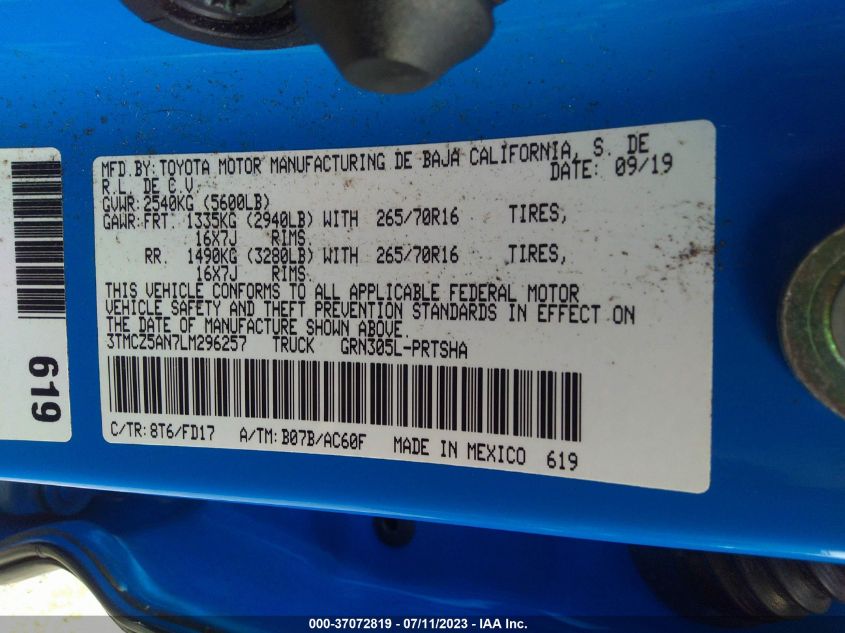 MFD.BY:TOYOTA MOTOR MANUFACTURING DE BAJA CALIFORNIA, S. DE
R.L. DE C.V. DATE: 09/19
GVWR:2540KG (5600LB)
GAWR:FRT. 1335KG (2940LB) WITH 265/70R16 TIRES,
16X7J RIMS.
RR. 1490KG (3280LB) WITH 265/70R16 TIRES,
16X7J RIMS.
THIS VEHICLE CONFORMS TO ALL APPLICABLE FEDERAL MOTOR
VEHICLE SAFETY AND THEFT PREVENTION STANDARDS IN EFFECT ON
THE DATE OF MANUFACTURE SHOWN ABOVE.
3TMCZ5AN7LM296257 TRUCK GRN305L-PRTSHA
C/TR:8T6/FD17 A/TM:B07B/AC60F MADE IN MEXICO 619
619
000-37072819 - 07/11/2023 - IAA Inc.